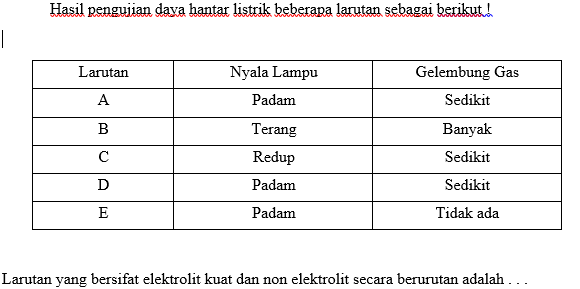 Hasil pengujian daya hantar listrik beberapa larutan sebagai berikut !
Larutan Nyala Lampu Gelembung Gas
A Padam Sedikit
B Terang Banyak
C Redup Sedikit
D Padam Sedikit
E Padam Tidak ada
Larutan yang bersifat elektrolit kuat dan non elektrolit secara berurutan adalah . . .